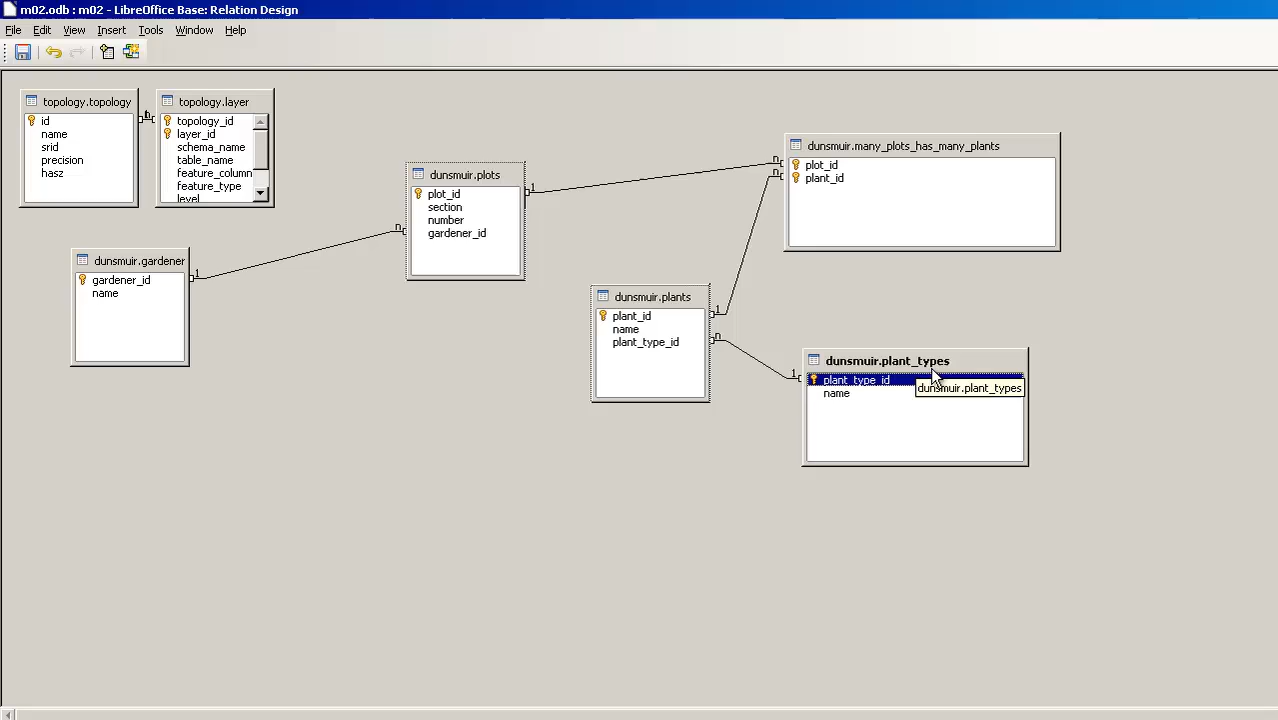 m02.odb : m02 - LibreOffice Base: Relation Design
File Edit View Insert Tools Window Help
topology.topology
id
name
srid
precision
hasz
topology.layer
topology_id
layer_id
schema_name
table_name
feature_column
feature_type
level
dunsmuir.gardener
gardener_id
name
1
n
dunsmuir.plots
plot_id
section
number
gardener_id
1
n
n
dunsmuir.many_plots_has_many_plants
plot_id
plant_id
dunsmuir.plants
plant_id
name
plant_type_id
1
n
1
dunsmuir.plant_types
plant_type_id
name
dunsmuir.plant_types